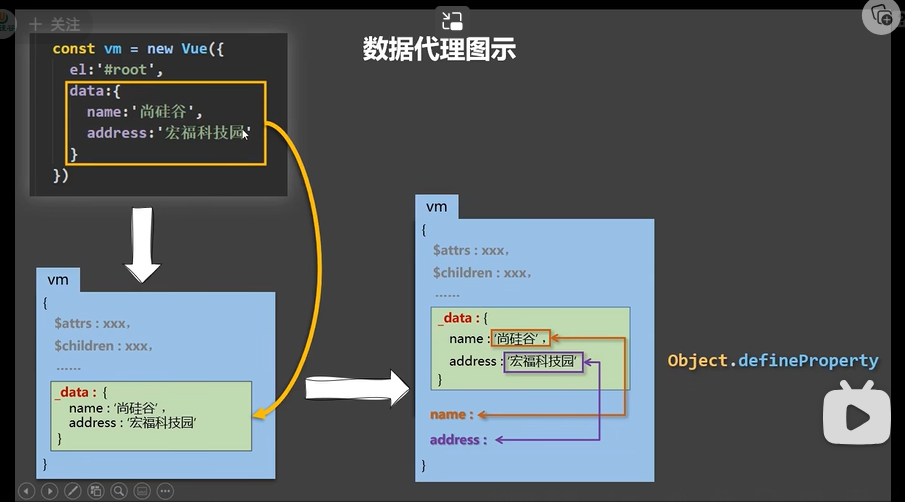 + 关注
数据代理图示
const vm = new Vue({
el:'#root',
data:{
name:'尚硅谷',
address:'宏福科技园'
}
})
vm
{
$attrs : xxx,
$children : xxx,
......
_data : {
name : '尚硅谷' ,
address : '宏福科技园'
}
}
vm
{
$attrs : xxx,
$children : xxx,
......
_data : {
name : '尚硅谷' ,
address : '宏福科技园'
}
name :
address :
}
Object.defineProperty